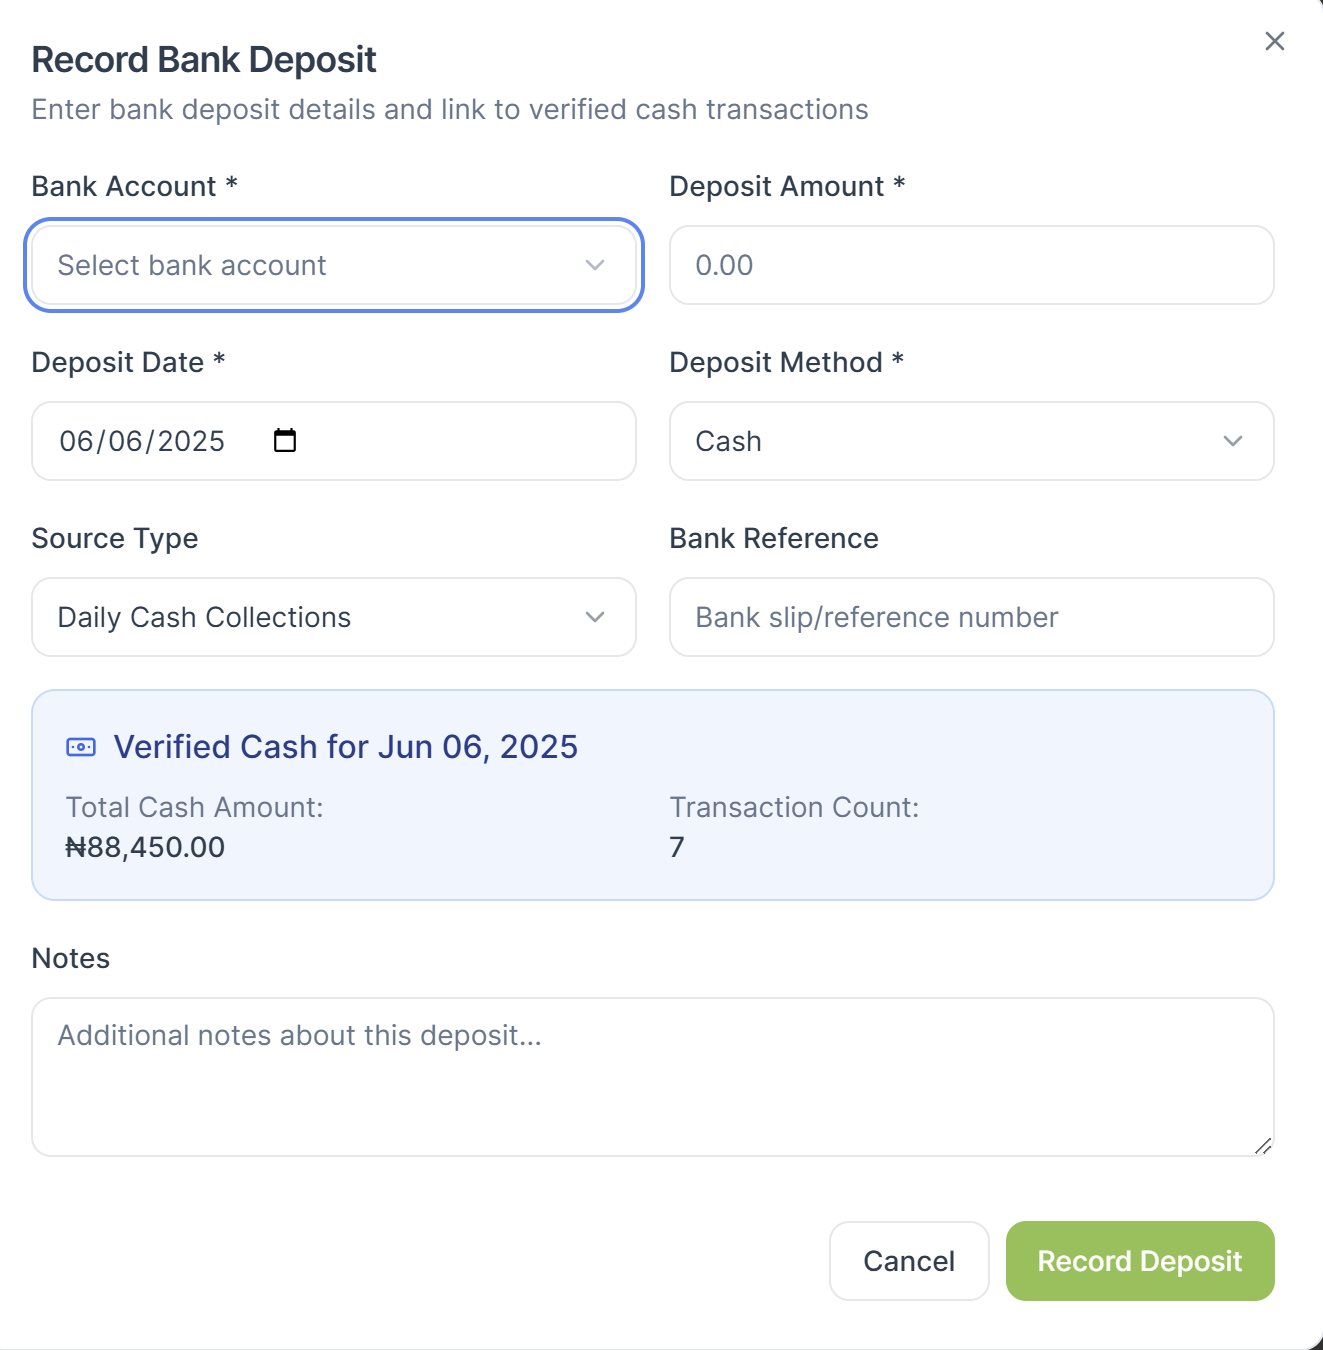 Record Bank Deposit
Enter bank deposit details and link to verified cash transactions
Bank Account *
Deposit Amount *
Select bank account
0.00
Deposit Date *
Deposit Method *
06/06/2025
Cash
Source Type
Bank Reference
Daily Cash Collections
Bank slip/reference number
Verified Cash for Jun 06, 2025
Total Cash Amount:
Transaction Count:
₦88,450.00
7
Notes
Additional notes about this deposit...
Cancel
Record Deposit